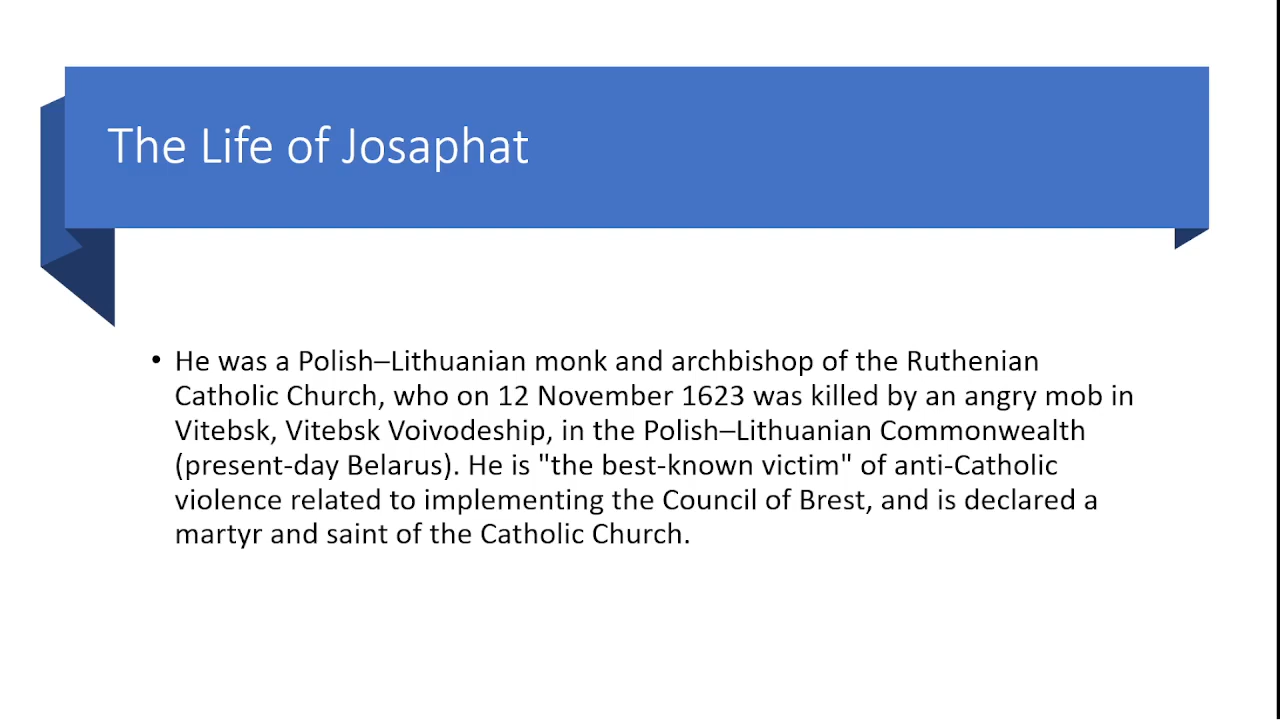 The Life of Josaphat
• He was a Polish–Lithuanian monk and archbishop of the Ruthenian
Catholic Church, who on 12 November 1623 was killed by an angry mob in
Vitebsk, Vitebsk Voivodeship, in the Polish–Lithuanian Commonwealth
(present-day Belarus). He is "the best-known victim" of anti-Catholic
violence related to implementing the Council of Brest, and is declared a
martyr and saint of the Catholic Church.